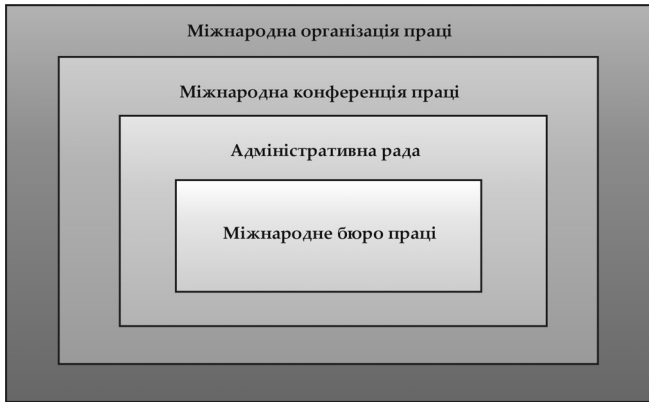 Міжнародна організація праці
Міжнародна конференція праці
Адміністративна рада
Міжнародне бюро праці